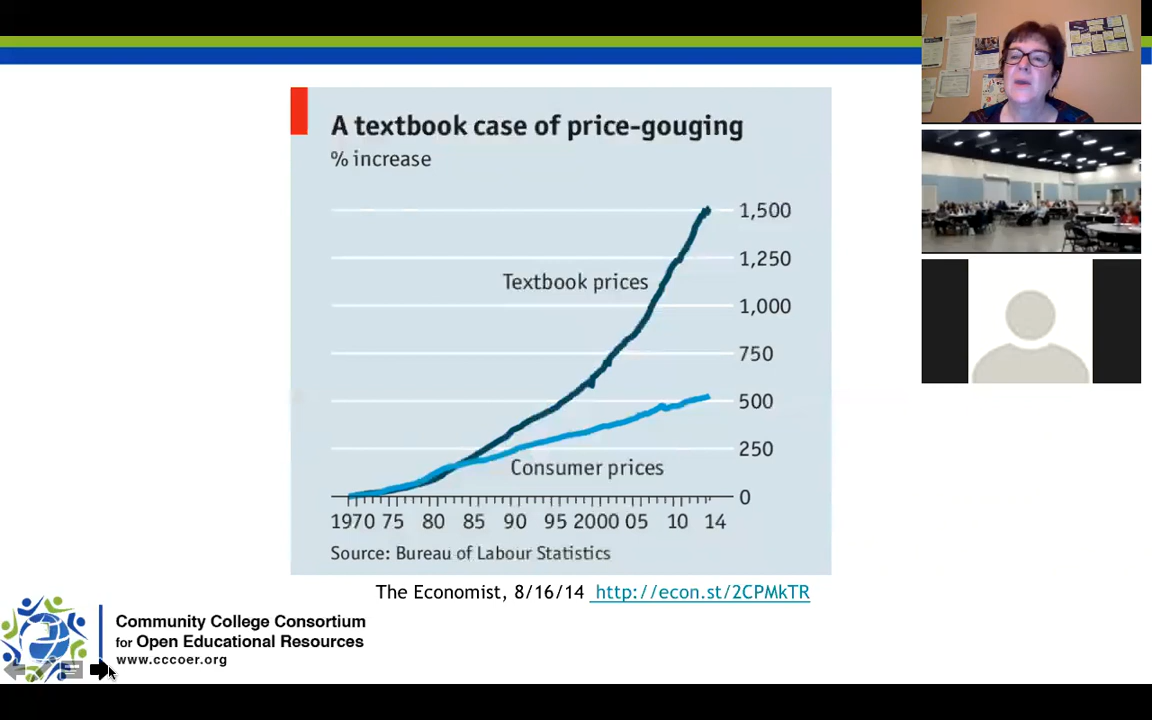 A textbook case of price-gouging
% increase
1,500
1,250
Textbook prices
1,000
750
500
250
Consumer prices
0
1970 75 80 85 90 95 2000 05 10 14
Source: Bureau of Labour Statistics
The Economist, 8/16/14 http://econ.st/2CPMkTR
Community College Consortium
for Open Educational Resources
www.cccoer.org